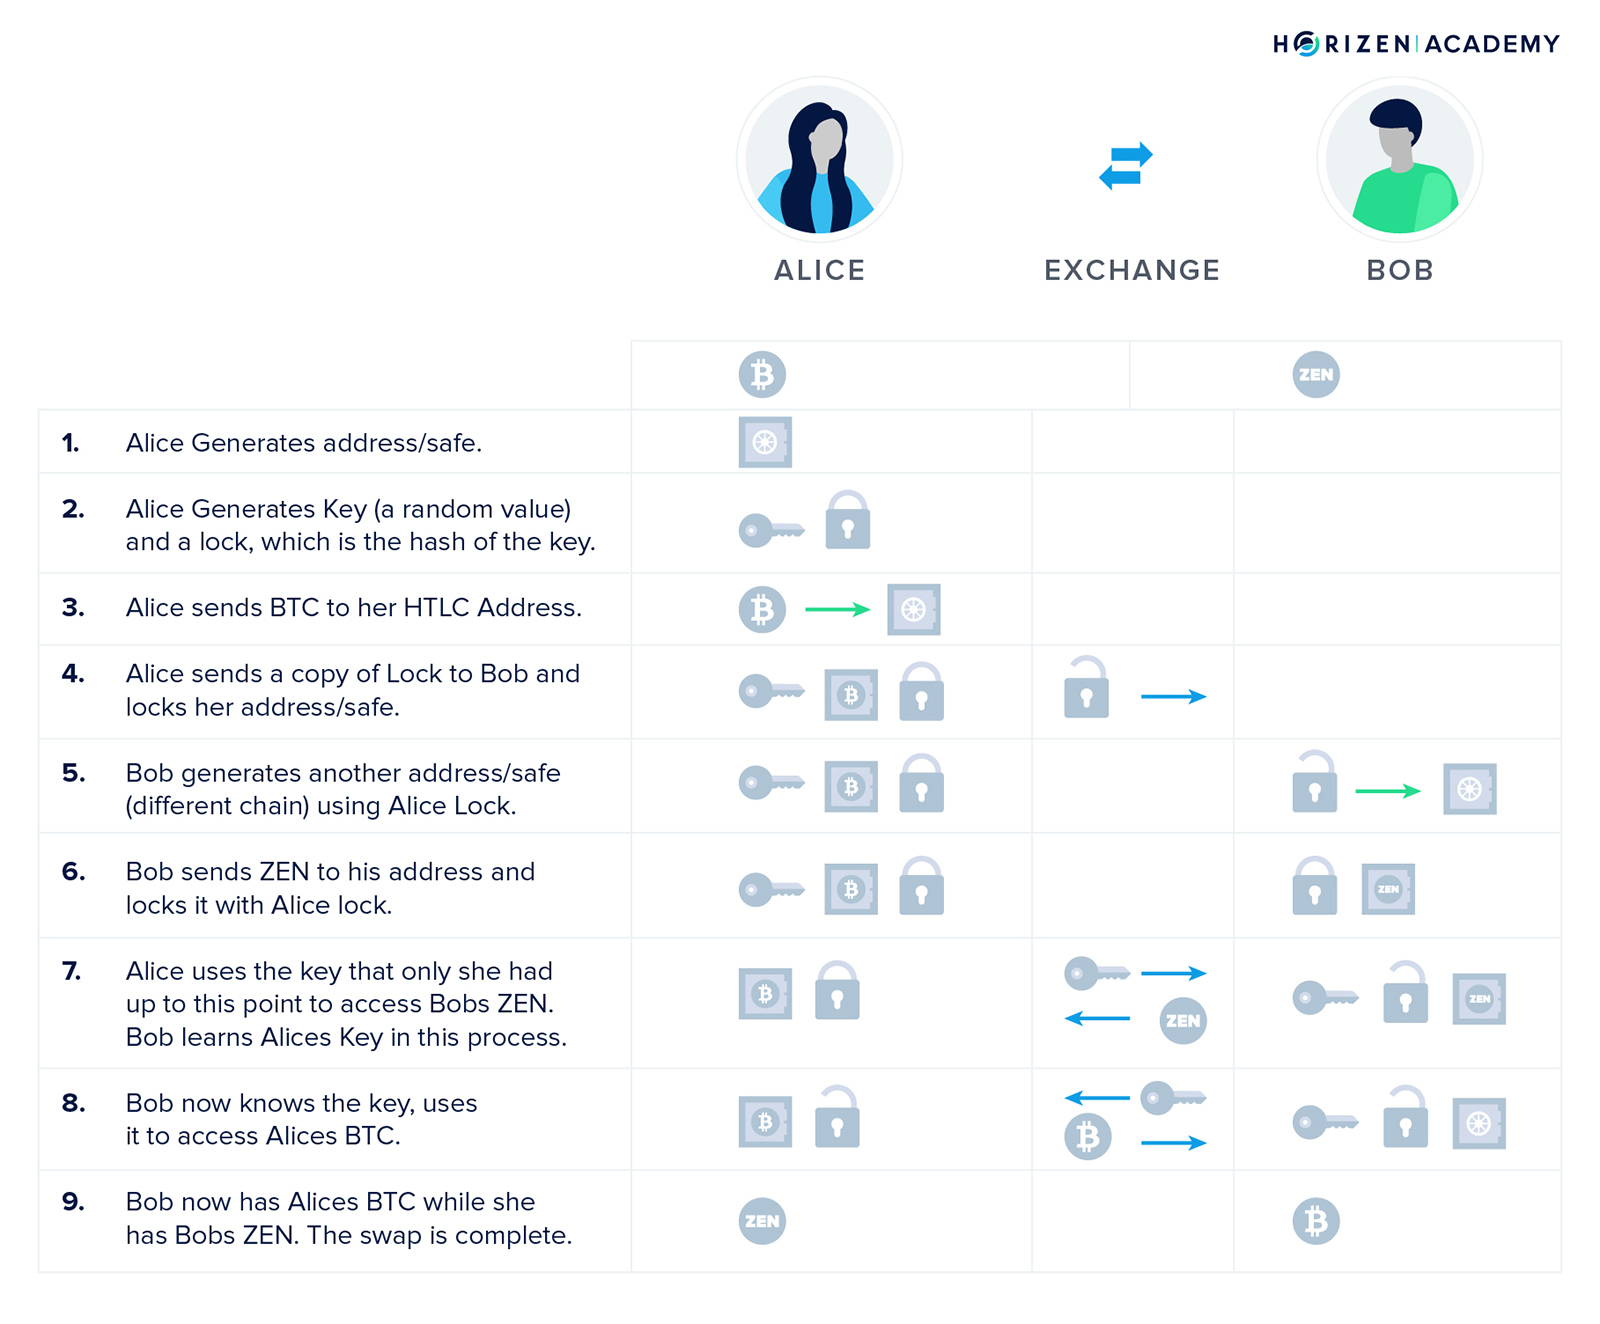 HORIZEN ACADEMY
ALICE
EXCHANGE
BOB
ZEN
1. Alice Generates address/safe.
2. Alice Generates Key (a random value)
and a lock, which is the hash of the key.
3. Alice sends BTC to her HTLC Address.
4. Alice sends a copy of Lock to Bob and
locks her address/safe.
5. Bob generates another address/safe
(different chain) using Alice Lock.
6. Bob sends ZEN to his address and
locks it with Alice lock.
ZEN
7. Alice uses the key that only she had
up to this point to access Bobs ZEN.
Bob learns Alices Key in this process.
ZEN
ZEN
8. Bob now knows the key, uses
it to access Alices BTC.
9. Bob now has Alices BTC while she
has Bobs ZEN. The swap is complete.
ZEN